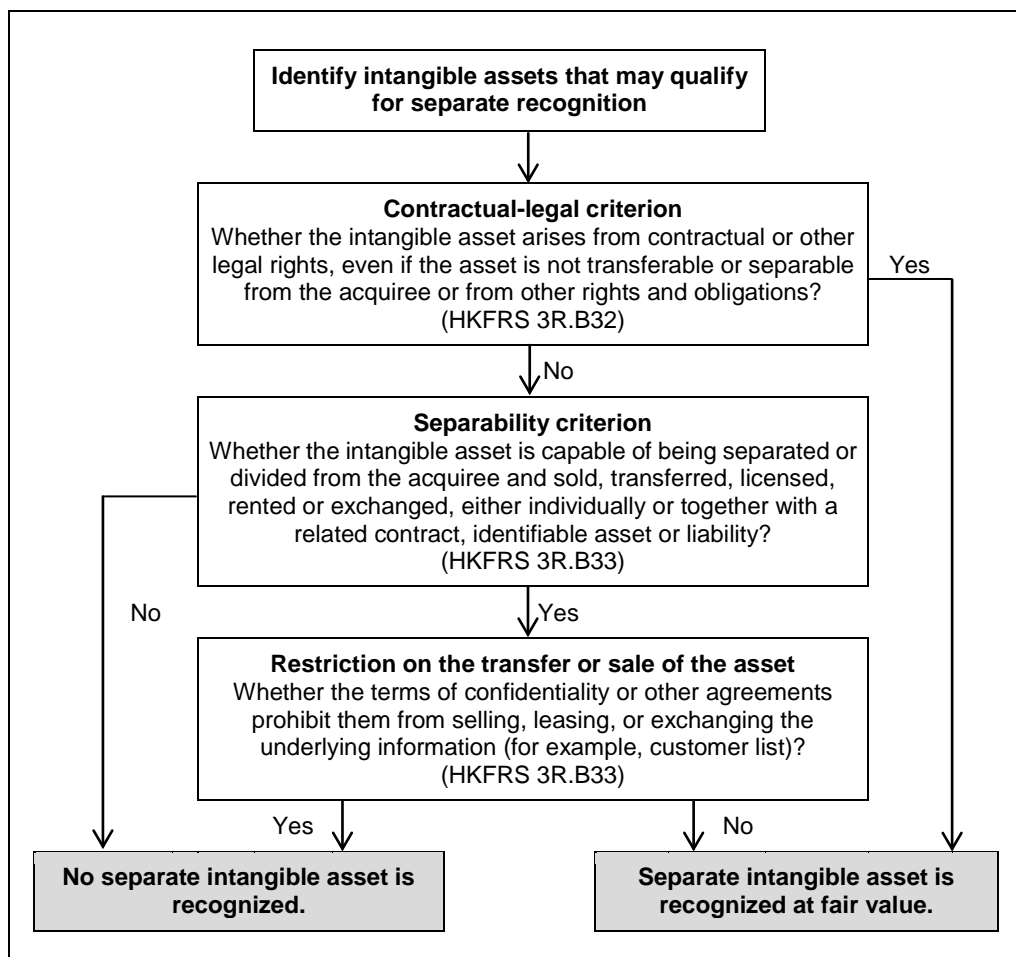 Identify intangible assets that may qualify
for separate recognition
Contractual-legal criterion
Whether the intangible asset arises from contractual or other
legal rights, even if the asset is not transferable or separable
from the acquiree or from other rights and obligations?
(HKFRS 3R.B32)
Yes
No
Separability criterion
Whether the intangible asset is capable of being separated or
divided from the acquiree and sold, transferred, licensed,
rented or exchanged, either individually or together with a
related contract, identifiable asset or liability?
(HKFRS 3R.B33)
No
Yes
Restriction on the transfer or sale of the asset
Whether the terms of confidentiality or other agreements
prohibit them from selling, leasing, or exchanging the
underlying information (for example, customer list)?
(HKFRS 3R.B33)
Yes
No
No separate intangible asset is
recognized.
Separate intangible asset is
recognized at fair value.